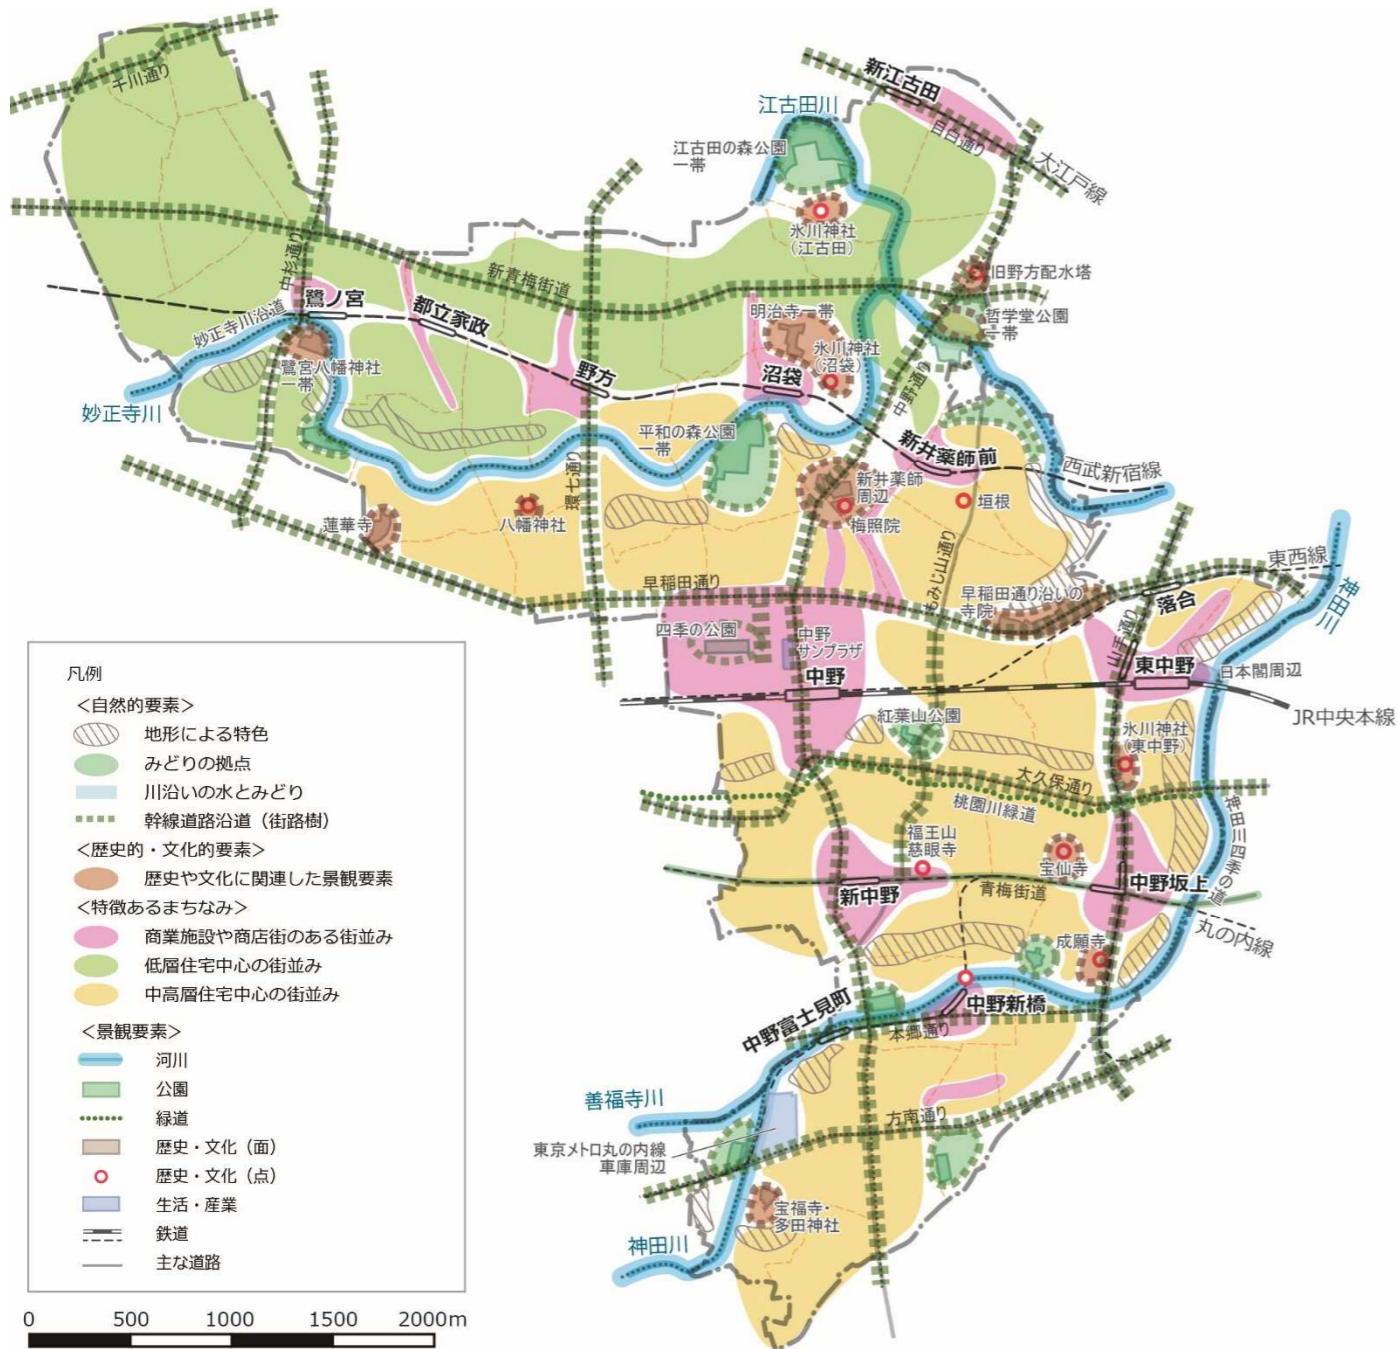 千川通り
新江古田
目白通り
大江戸線
江古田川
江古田の森公園
一帯
氷川神社
(江古田)
中杉通り
新青梅街道
旧野方配水塔
哲学堂公園
一帯
鷺ノ宮
都立家政
妙正寺川沿道
鷺宮八幡神社
一帯
妙正寺川
野方
明治寺一帯
氷川神社
(沼袋)
沼袋
中野通り
平和の森公園
一帯
新井薬師前
西武新宿線
環七通り
新井薬師
周辺
梅照院
垣根
蓮華寺
八幡神社
もみじ山通り
早稲田通り
早稲田通り沿いの
寺院
東西線
落合
神田川
四季の公園
中野
サンプラザ
中野
山手通り
東中野
日本閣周辺
JR中央本線
紅葉山公園
氷川神社
(東中野)
大久保通り
桃園川緑道
神田川四季の道
福王山
慈眼寺
宝仙寺
新中野
青梅街道
中野坂上
丸の内線
成願寺
中野富士見町
中野新橋
本郷通り
善福寺川
方南通り
東京メトロ丸の内線
車庫周辺
宝福寺・
多田神社
神田川
凡例
<自然的要素>
地形による特色
みどりの拠点
川沿いの水とみどり
幹線道路沿道(街路樹)
<歴史的・文化的要素>
歴史や文化に関連した景観要素
<特徴あるまちなみ>
商業施設や商店街のある街並み
低層住宅中心の街並み
中高層住宅中心の街並み
<景観要素>
河川
公園
緑道
歴史・文化(面)
歴史・文化(点)
生活・産業
鉄道
主な道路
0 500 1000 1500 2000m